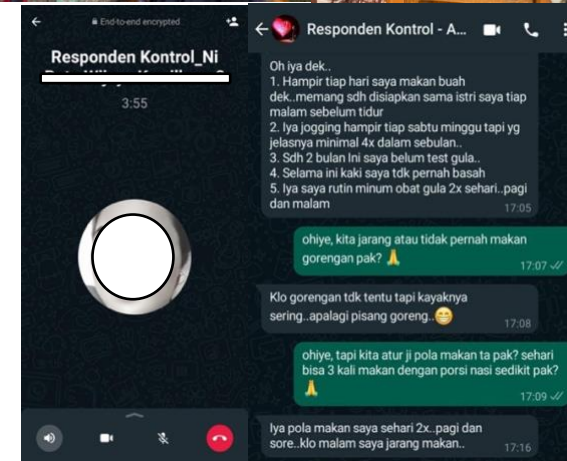 End-to-end encrypted
Responden Kontrol_Ni
3:55
Responden Kontrol - A...
Oh iya dek..
1. Hampir tiap hari saya makan buah
dek..memang sdh disiapkan sama istri saya tiap
malam sebelum tidur
2. Iya jogging hampir tiap sabtu minggu tapi yg
jelasnya minimal 4x dalam sebulan..
3. Sdh 2 bulan Ini saya belum test gula..
4. Selama ini kaki saya tdk pernah basah
5. Iya saya rutin minum obat gula 2x sehari..pagi
dan malam
17:05
ohiye, kita jarang atau tidak pernah makan
gorengan pak? 🙏
17:07
Klo gorengan tdk tentu tapi kayaknya
sering..apalagi pisang goreng..😁
17:08
ohiye, tapi kita atur ji pola makan ta pak? sehari
bisa 3 kali makan dengan porsi nasi sedikit pak?
🙏
17:09
Iya pola makan saya sehari 2x..pagi dan
sore..klo malam saya jarang makan..
17:16